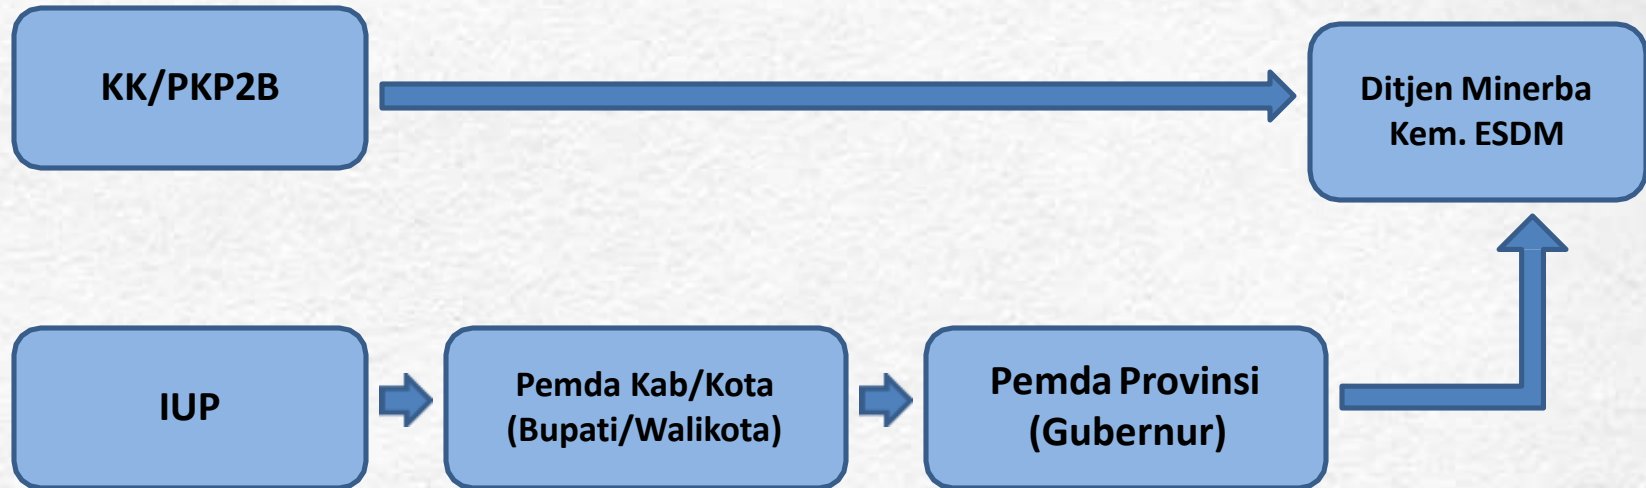 KK/PKP2B
Ditjen Minerba
Kem. ESDM
IUP
Pemda Kab/Kota
(Bupati/Walikota)
Pemda Provinsi
(Gubernur)